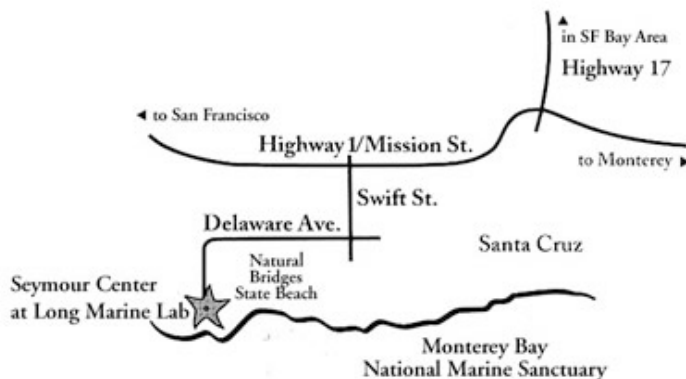 in SF Bay Area
Highway 17
◄ to San Francisco
Highway 1/Mission St.
to Monterey ►
Swift St.
Delaware Ave.
Santa Cruz
Natural
Bridges
State Beach
Seymour Center
at Long Marine Lab
Monterey Bay
National Marine Sanctuary